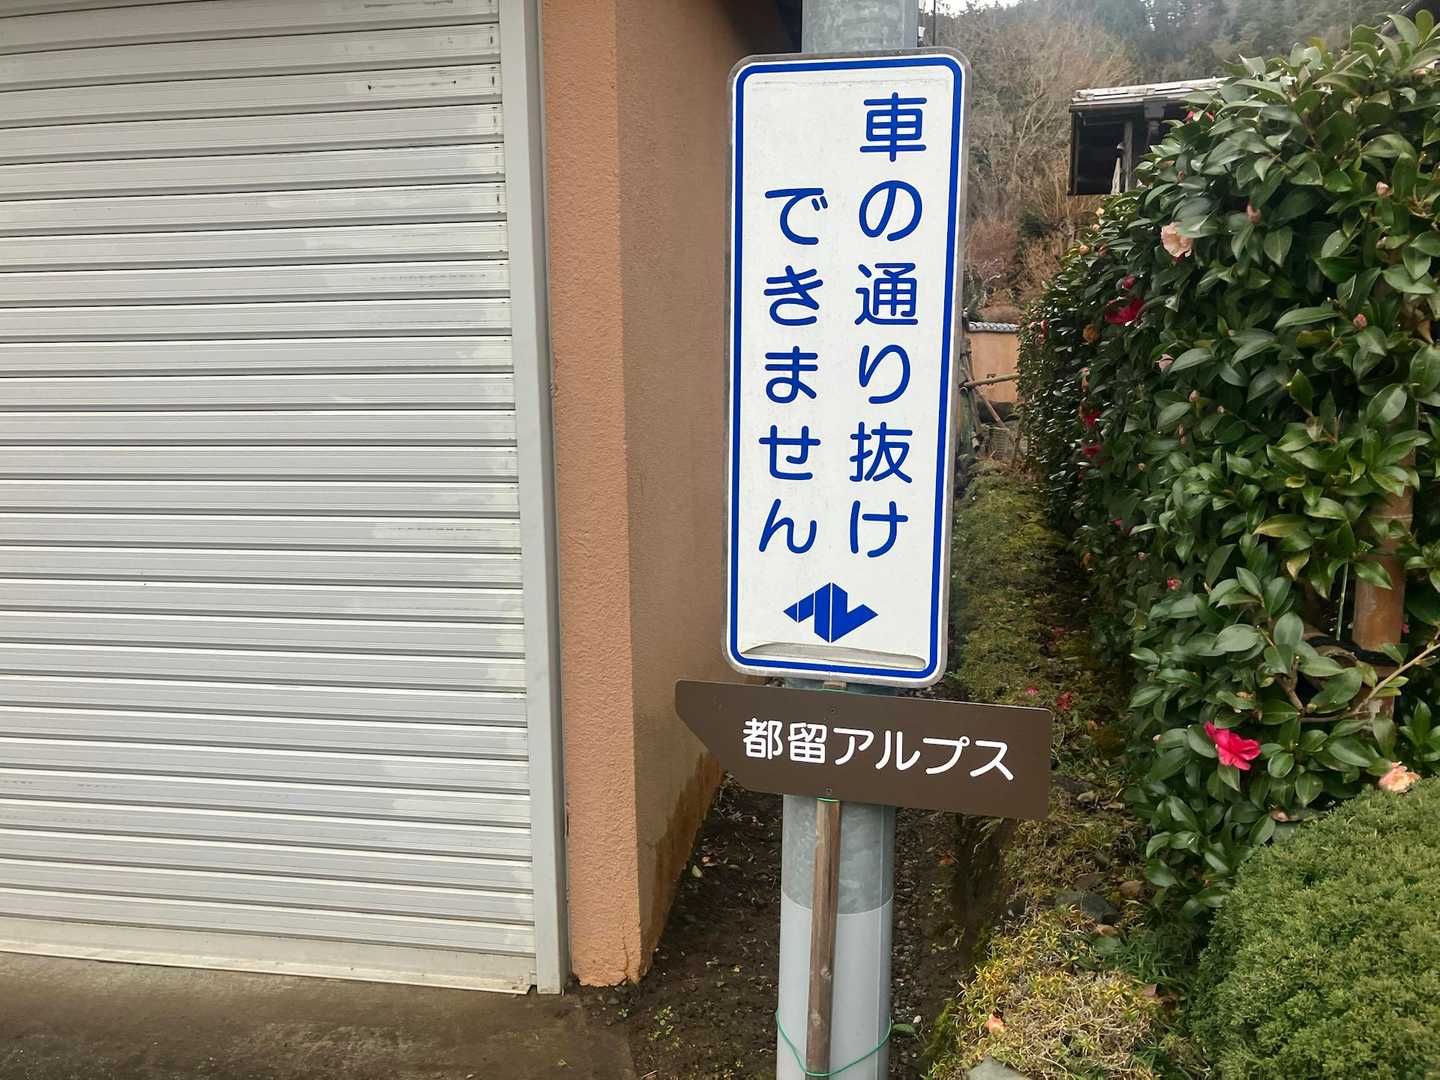 車の通り抜け
できません
都留アルプス